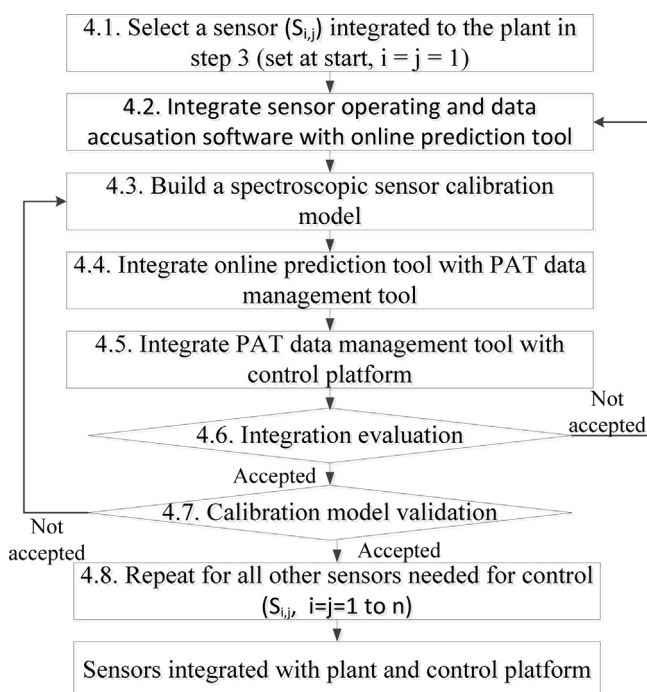 4.1. Select a sensor (Si,j) integrated to the plant in
step 3 (set at start, i = j = 1)
4.2. Integrate sensor operating and data
accusation software with online prediction tool
4.3. Build a spectroscopic sensor calibration
model
4.4. Integrate online prediction tool with PAT data
management tool
4.5. Integrate PAT data management tool with
control platform
Not
accepted
4.6. Integration evaluation
Accepted
4.7. Calibration model validation
Not
accepted
Accepted
4.8. Repeat for all other sensors needed for control
(Si,j, i=j=1 to n)
Sensors integrated with plant and control platform